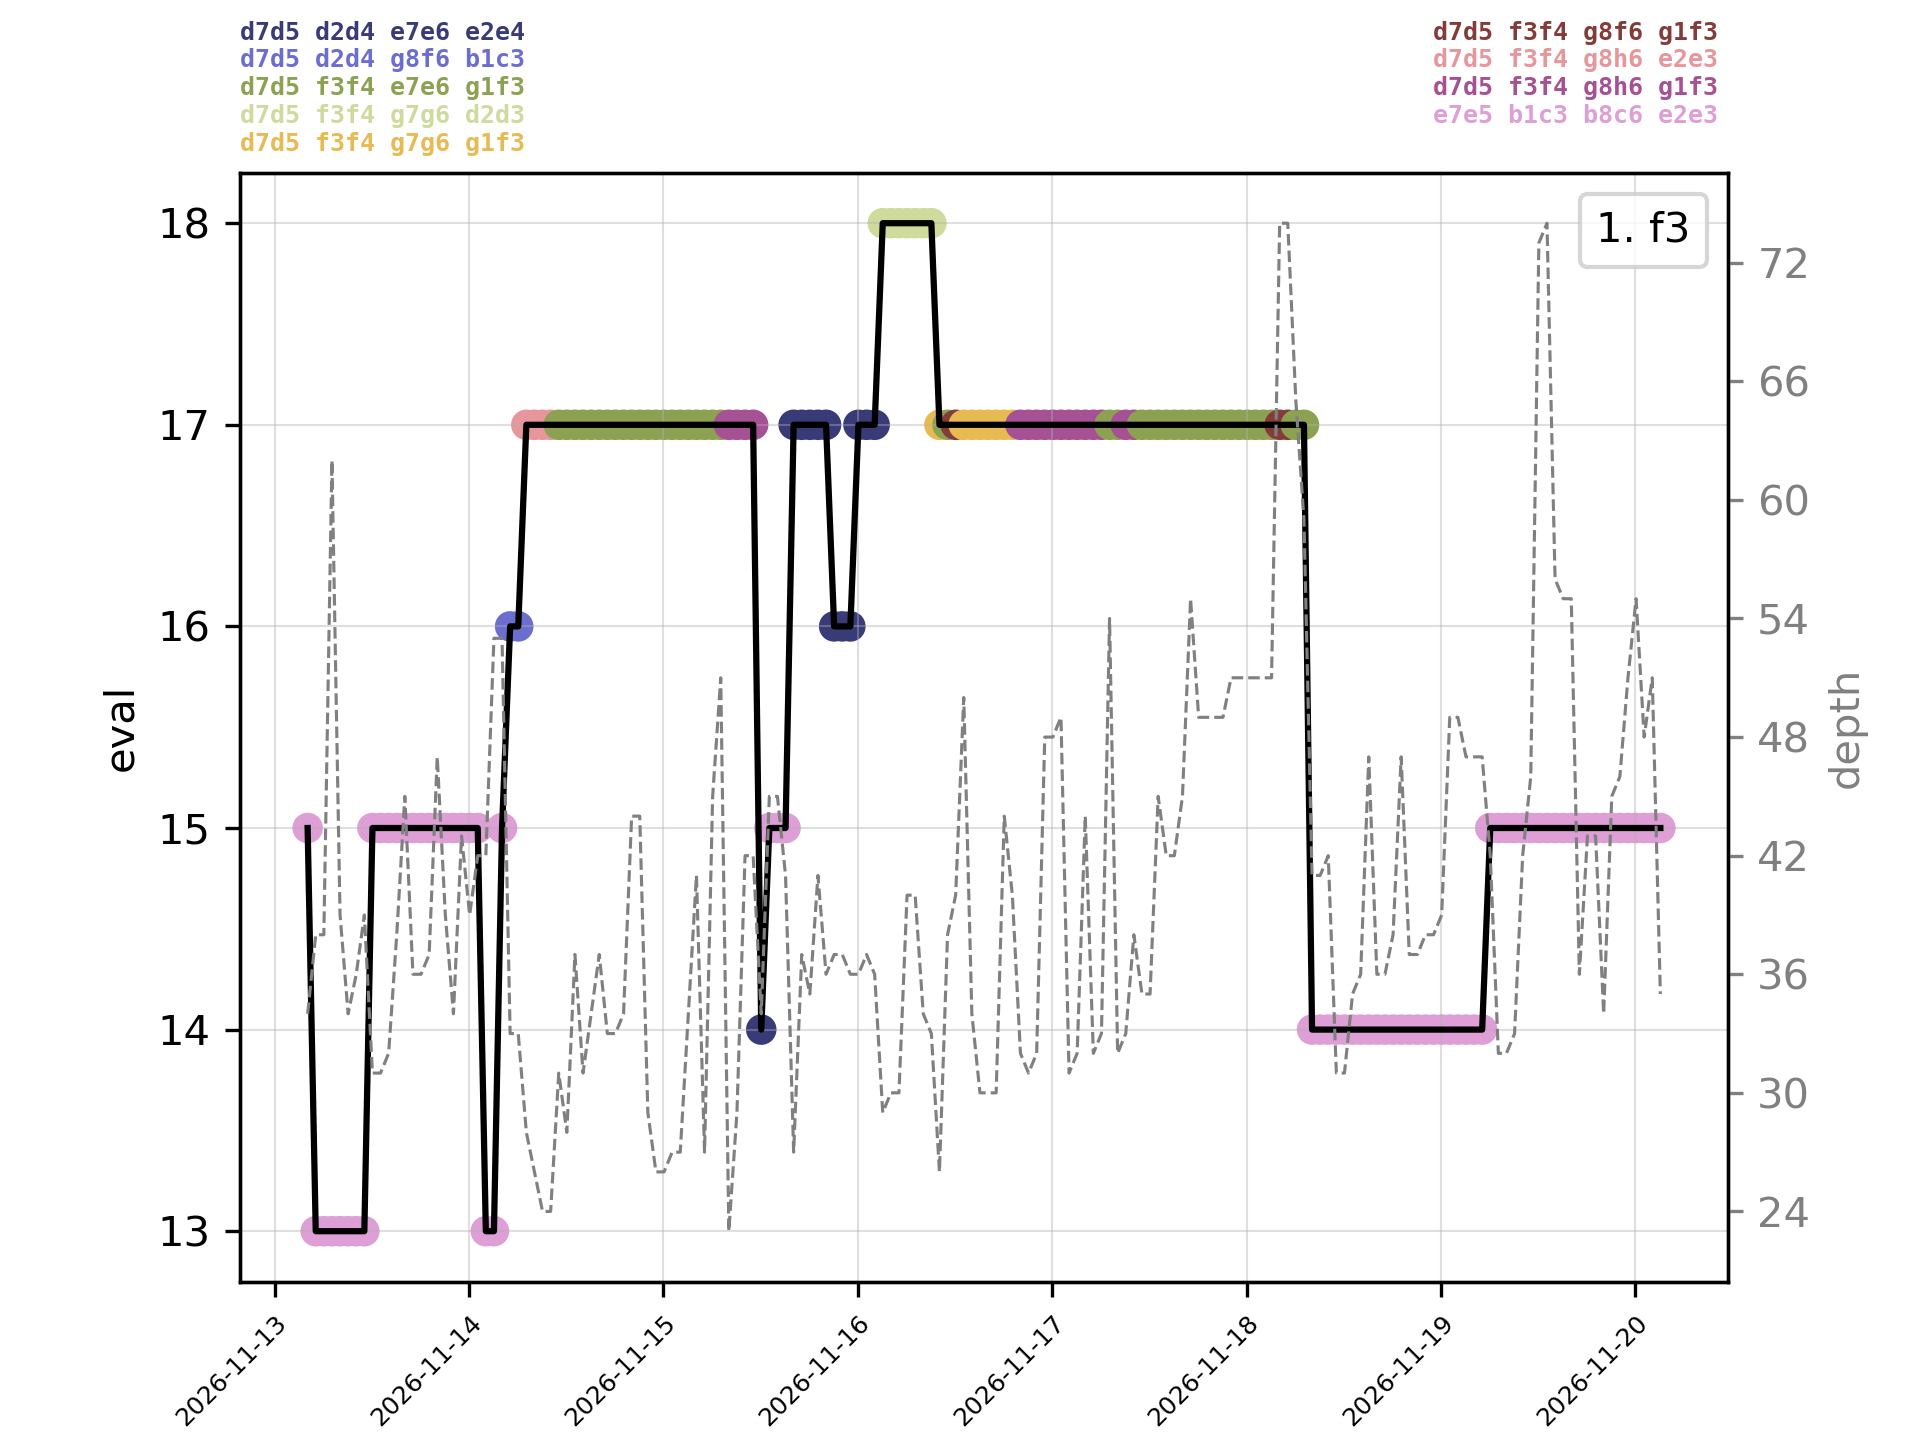 d7d5 d2d4 e7e6 e2e4
d7d5 d2d4 g8f6 b1c3
d7d5 f3f4 e7e6 g1f3
d7d5 f3f4 g7g6 d2d3
d7d5 f3f4 g7g6 g1f3
d7d5 f3f4 g8f6 g1f3
d7d5 f3f4 g8h6 e2e3
d7d5 f3f4 g8h6 g1f3
e7e5 b1c3 b8c6 e2e3
1. f3
eval
18
17
16
15
14
13
depth
72
66
60
54
48
42
36
30
24
2026-11-13
2026-11-14
2026-11-15
2026-11-16
2026-11-17
2026-11-18
2026-11-19
2026-11-20